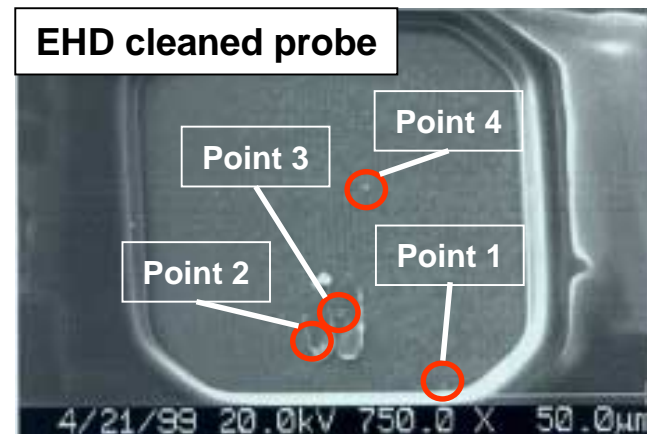 EHD cleaned probe
Point 4
Point 3
Point 1
Point 2
4/21/99 20.0kV 750.0 X 50.0µm